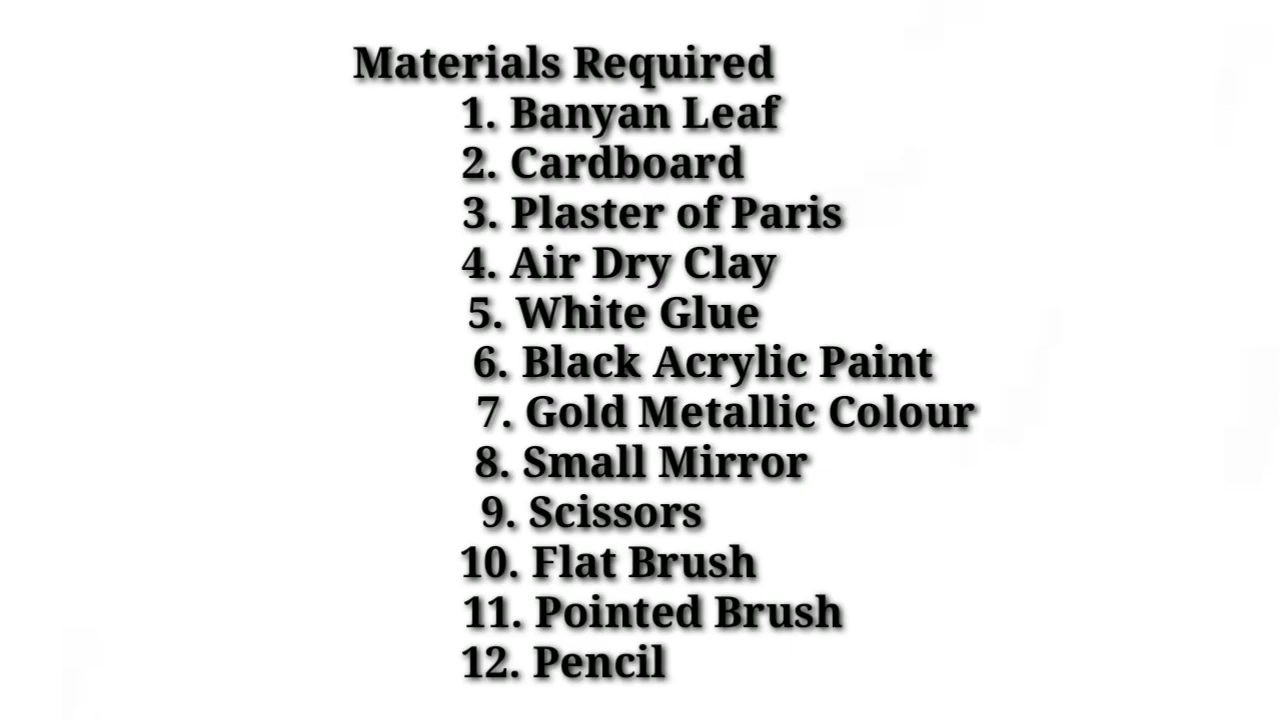 Materials Required
1. Banyan Leaf
2. Cardboard
3. Plaster of Paris
4. Air Dry Clay
5. White Glue
6. Black Acrylic Paint
7. Gold Metallic Colour
8. Small Mirror
9. Scissors
10. Flat Brush
11. Pointed Brush
12. Pencil